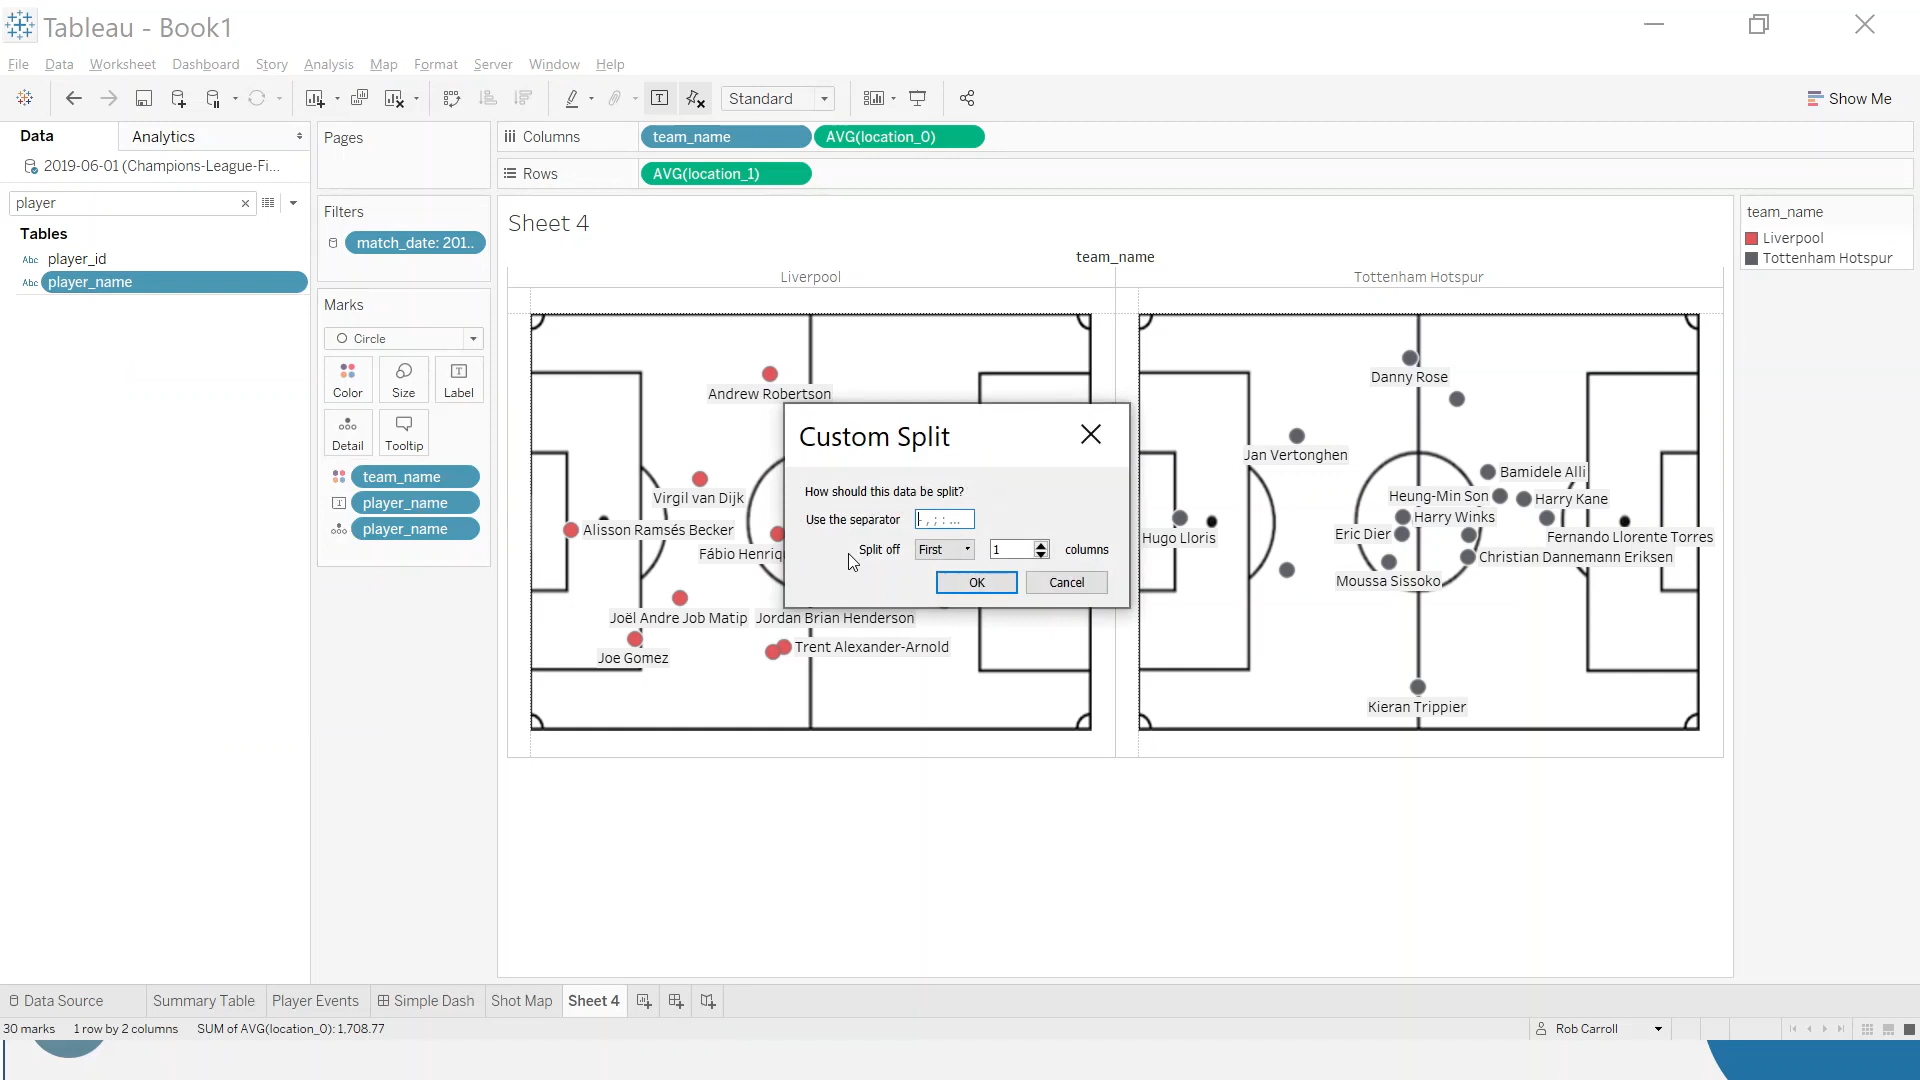 Tableau - Book1
File Data Worksheet Dashboard Story Analysis Map Format Server Window Help
Standard
Show Me
Data
Analytics
2019-06-01 (Champions-League-Fi...
player
Tables
Abc player_id
Abc player_name
Pages
Filters
match_date: 201..
Marks
Circle
Color
Size
Label
Detail
Tooltip
team_name
player_name
player_name
Columns
team_name
AVG(location_0)
Rows
AVG(location_1)
Sheet 4
team_name
Liverpool
Tottenham Hotspur
Andrew Robertson
Virgil van Dijk
Alisson Ramsés Becker
Fábio Henriq
Joël Andre Job Matip
Jordan Brian Henderson
Trent Alexander-Arnold
Joe Gomez
Custom Split
How should this data be split?
Use the separator
- , ; : ...
Split off
First
1
columns
OK
Cancel
Danny Rose
Jan Vertonghen
Bamidele Alli
Heung-Min Son
Harry Kane
Harry Winks
Hugo Lloris
Eric Dier
Fernando Llorente Torres
Christian Dannemann Eriksen
Moussa Sissoko
Kieran Trippier
team_name
Liverpool
Tottenham Hotspur
Data Source
Summary Table
Player Events
Simple Dash
Shot Map
Sheet 4
30 marks
1 row by 2 columns
SUM of AVG(location_0): 1,708.77
Rob Carroll